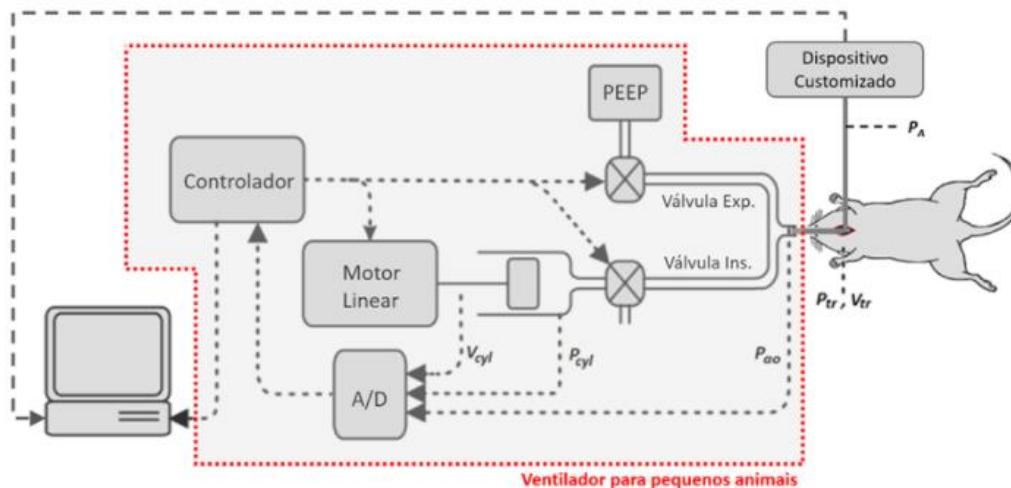 Dispositivo
Customizado
PEEP
P_A
Controlador
Válvula Exp.
Motor
Linear
Válvula Ins.
P_tr , V_tr
V_cyl
P_cyl
P_ao
A/D
Ventilador para pequenos animais